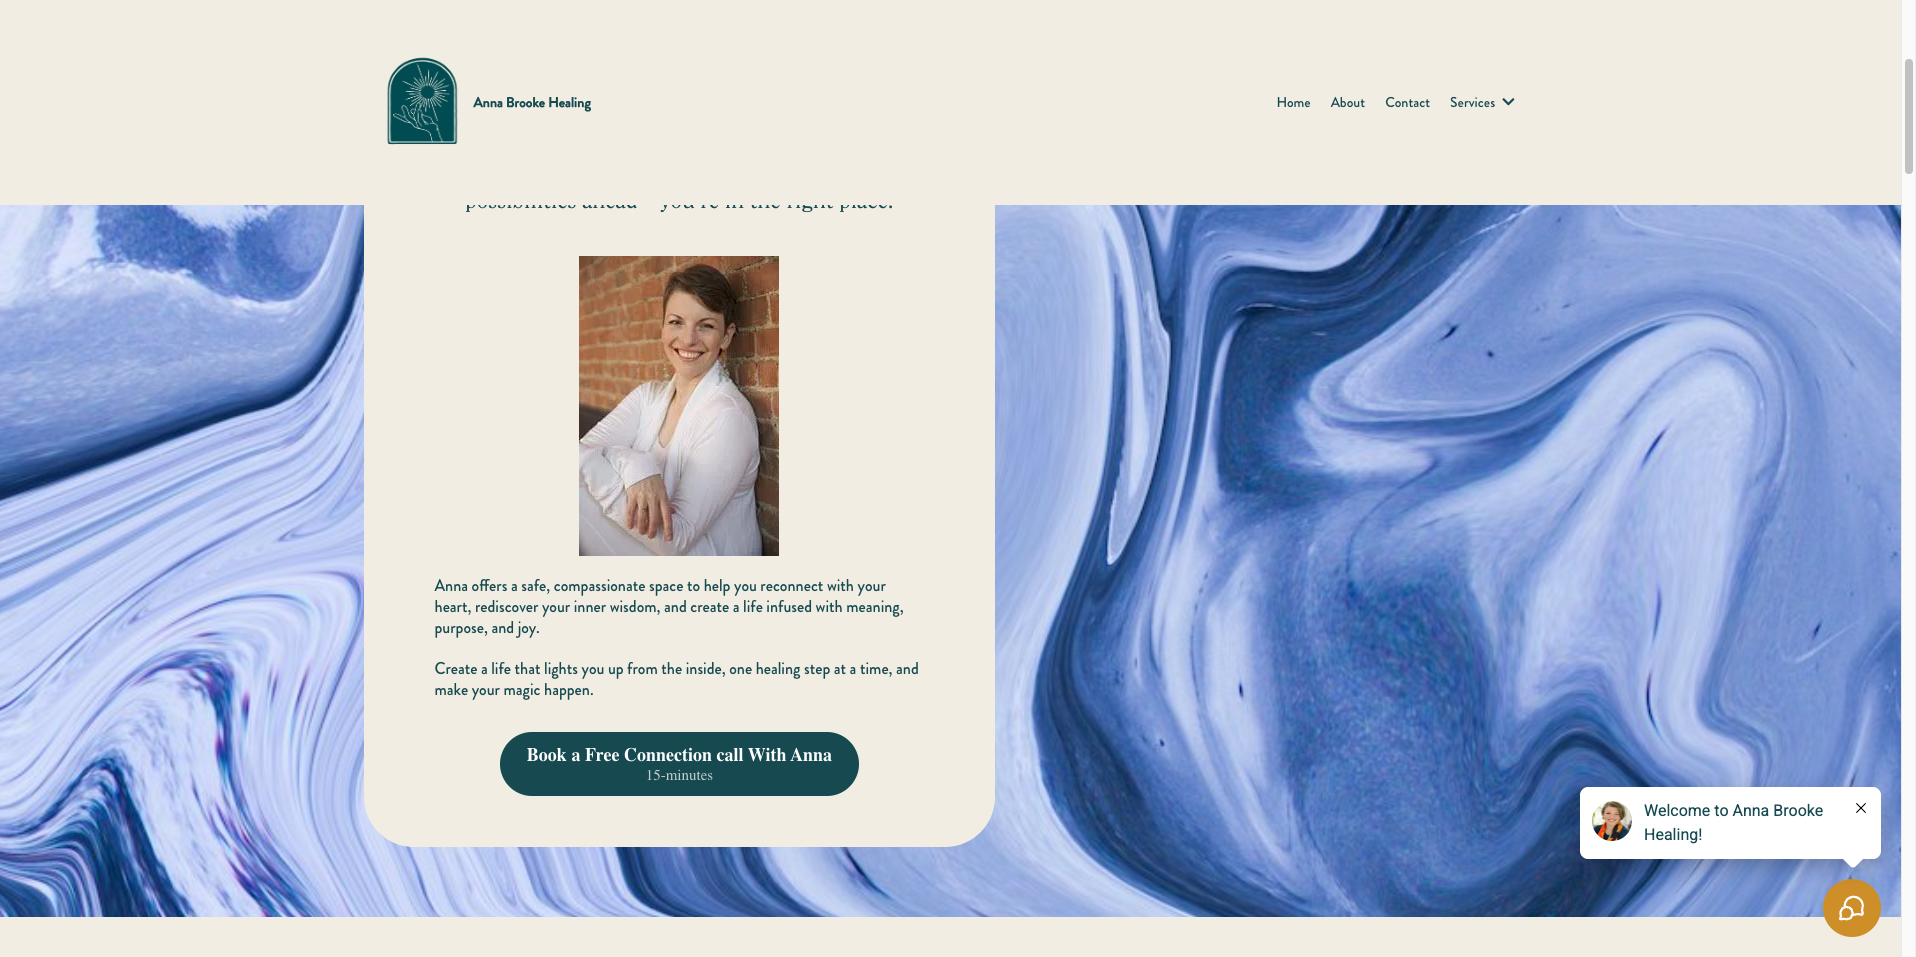 Anna Brooke Healing
Home About Contact Services
possibilities ahead – you're in the right place.
Anna offers a safe, compassionate space to help you reconnect with your
heart, rediscover your inner wisdom, and create a life infused with meaning,
purpose, and joy.
Create a life that lights you up from the inside, one healing step at a time, and
make your magic happen.
Book a Free Connection call With Anna
15-minutes
Welcome to Anna Brooke
Healing!